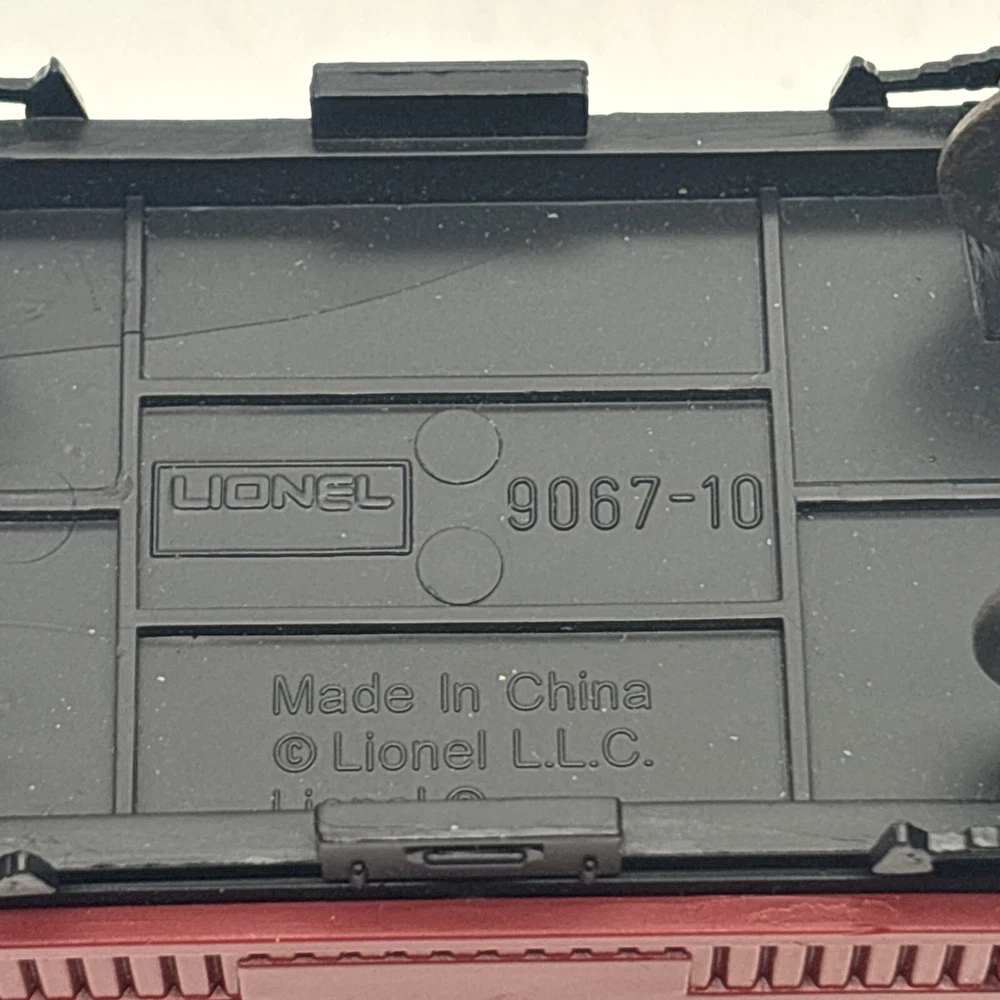 LIONEL
9067-10
Made In China
© Lionel L.L.C.